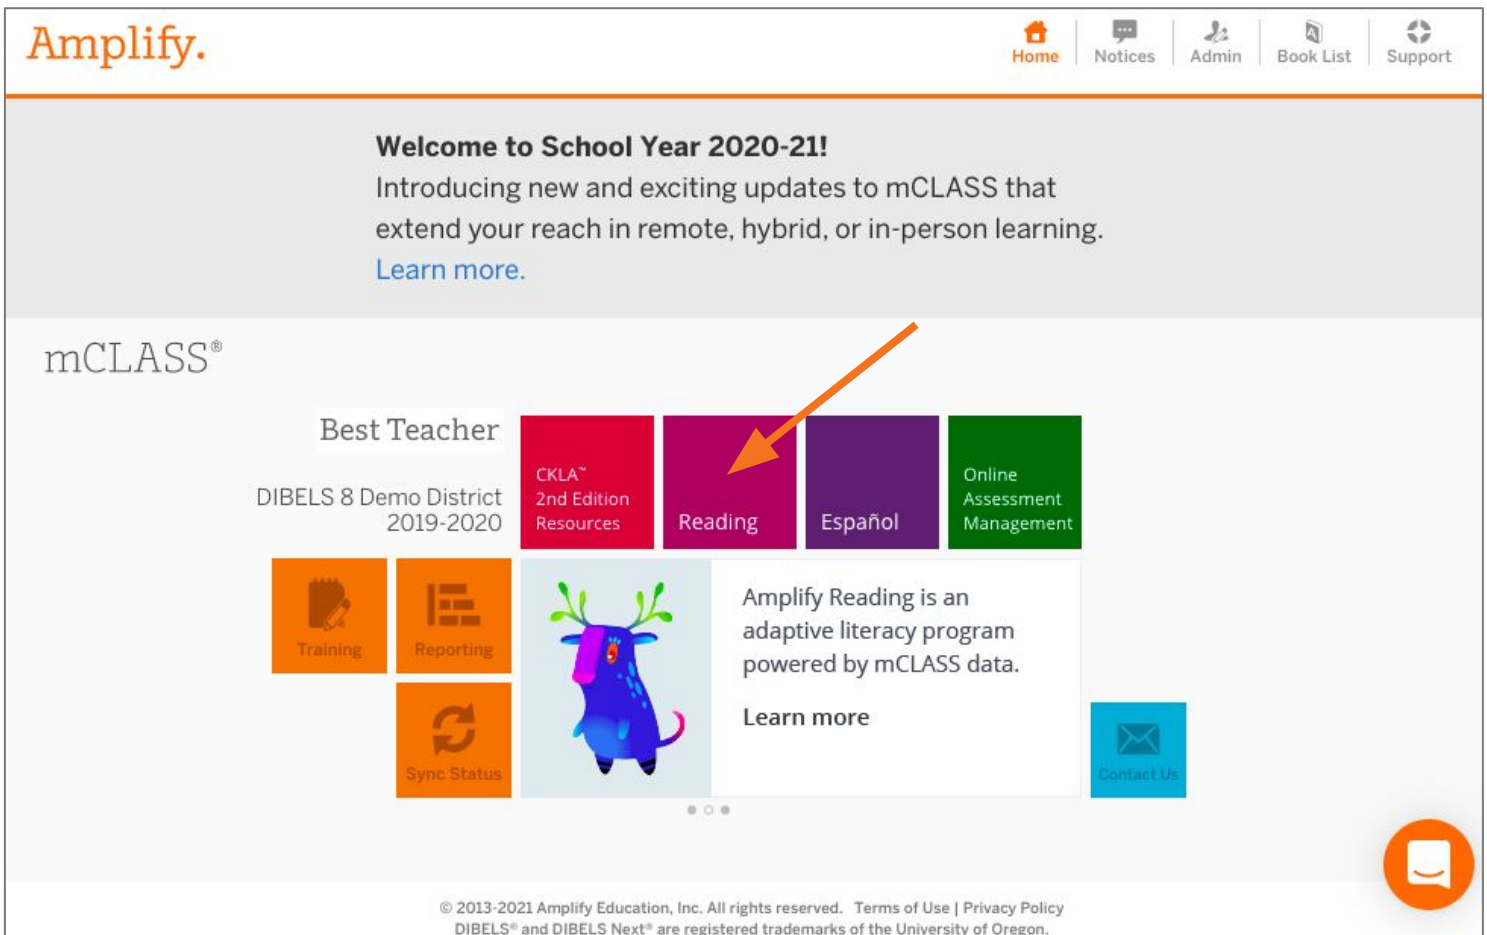 Amplify.
Home
Notices
Admin
Book List
Support
Welcome to School Year 2020-21!
Introducing new and exciting updates to mCLASS that
extend your reach in remote, hybrid, or in-person learning.
Learn more.
mCLASS®
Best Teacher
DIBELS 8 Demo District
2019-2020
CKLA™
2nd Edition
Resources
Reading
Español
Online
Assessment
Management
Training
Reporting
Sync Status
Amplify Reading is an
adaptive literacy program
powered by mCLASS data.
Learn more
Contact Us
© 2013-2021 Amplify Education, Inc. All rights reserved. Terms of Use | Privacy Policy
DIBELS® and DIBELS Next® are registered trademarks of the University of Oregon.